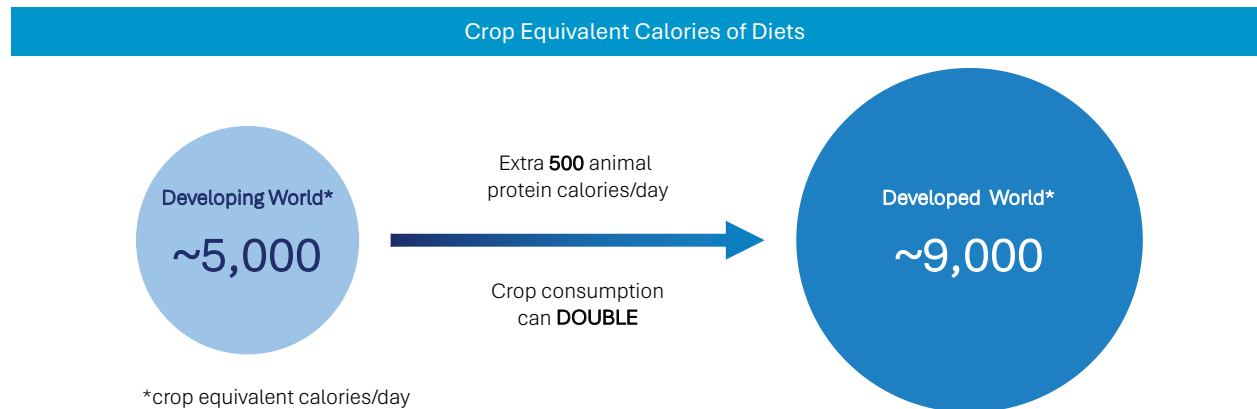 Crop Equivalent Calories of Diets
Developing World*
~5,000
Extra 500 animal
protein calories/day
Crop consumption
can DOUBLE
Developed World*
~9,000
*crop equivalent calories/day